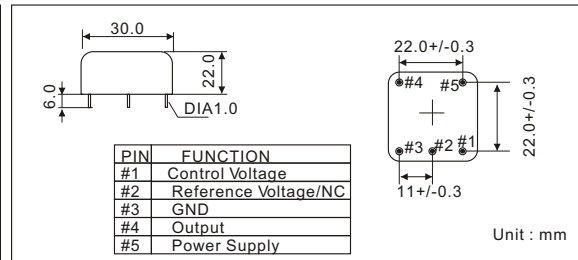 30.0
22.0
6.0
DIA1.0
22.0+/-0.3
#4 #5
22.0+/-0.3
#3 #2 #1
11+/-0.3
PIN FUNCTION
#1 Control Voltage
#2 Reference Voltage/NC
#3 GND
#4 Output
#5 Power Supply
Unit : mm